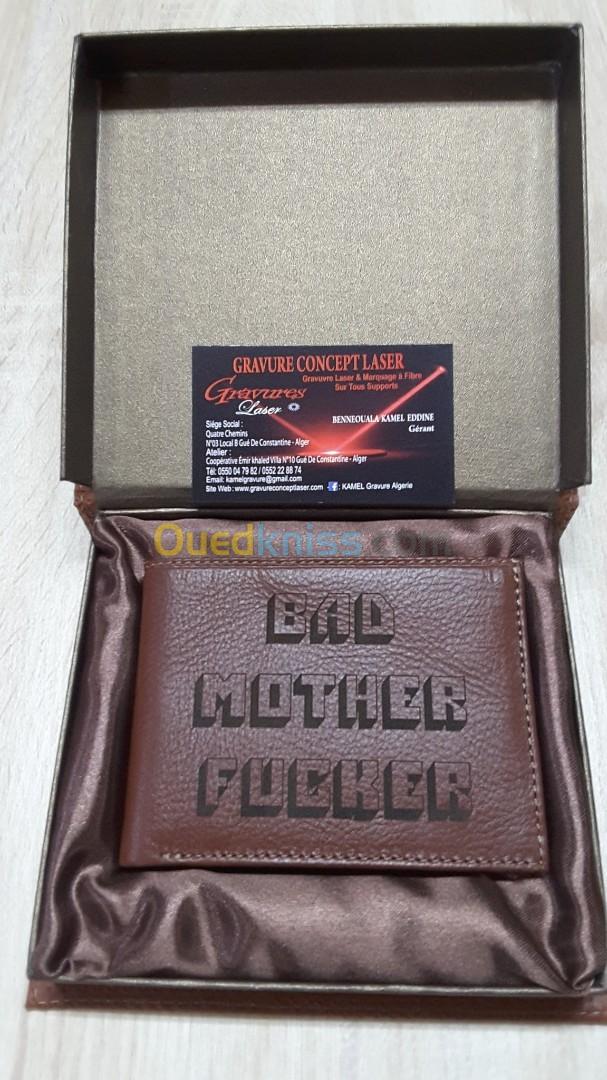 GRAVURE CONCEPT LASER
Gravuvre Laser & Marquage à Fibre
Sur Tous Supports
Gravures
Laser
BENNEOUALA KAMEL EDDINE
Gérant
Siége Social :
Quatre Chemins
N°03 Local B Gué De Constantine - Alger
Atelier :
Coopérative Emir khaled Villa N°10 Gué De Constantine - Alger
Tél: 0550 04 79 82 / 0552 22 88 74
Email: kamelgravure@gmail.com
Site Web : www.gravureconceptlaser.com f : KAMEL Gravure Algerie
Ouedkniss.com
BAD
MOTHER
FUCKER